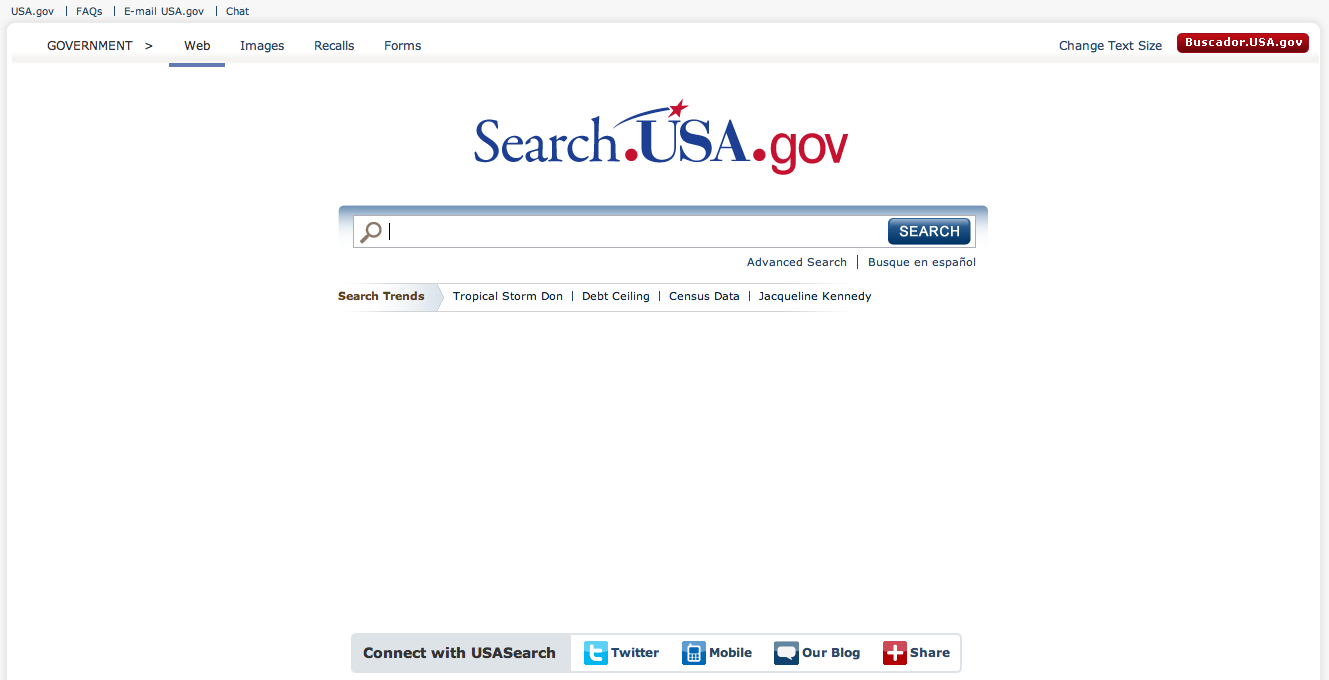 USA.gov | FAQs | E-mail USA.gov | Chat
GOVERNMENT > Web Images Recalls Forms Change Text Size Buscador.USA.gov
Search.USA.gov
SEARCH
Advanced Search | Busque en español
Search Trends Tropical Storm Don | Debt Ceiling | Census Data | Jacqueline Kennedy
Connect with USASearch Twitter Mobile Our Blog Share